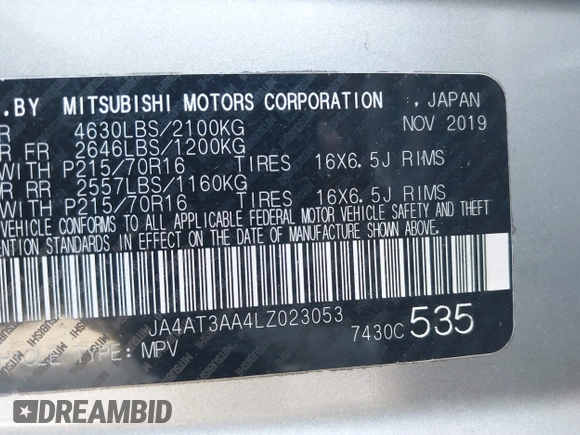 .BY MITSUBISHI MOTORS CORPORATION , JAPAN
R 4630LBS/2100KG NOV 2019
R FR 2646LBS/1200KG
WITH P215/70R16 TIRES 16X6.5J RIMS
R RR 2557LBS/1160KG
WITH P215/70R16 TIRES 16X6.5J RIMS
VEHICLE CONFORMS TO ALL APPLICABLE FEDERAL MOTOR VEHICLE SAFETY AND THEFT
ENTION STANDARDS IN EFFECT ON THE DATE OF MANUFACTURE SHOWN ABOVE.
JA4AT3AA4LZ023053
7430C 535
TYPE: MPV
DREAMBID